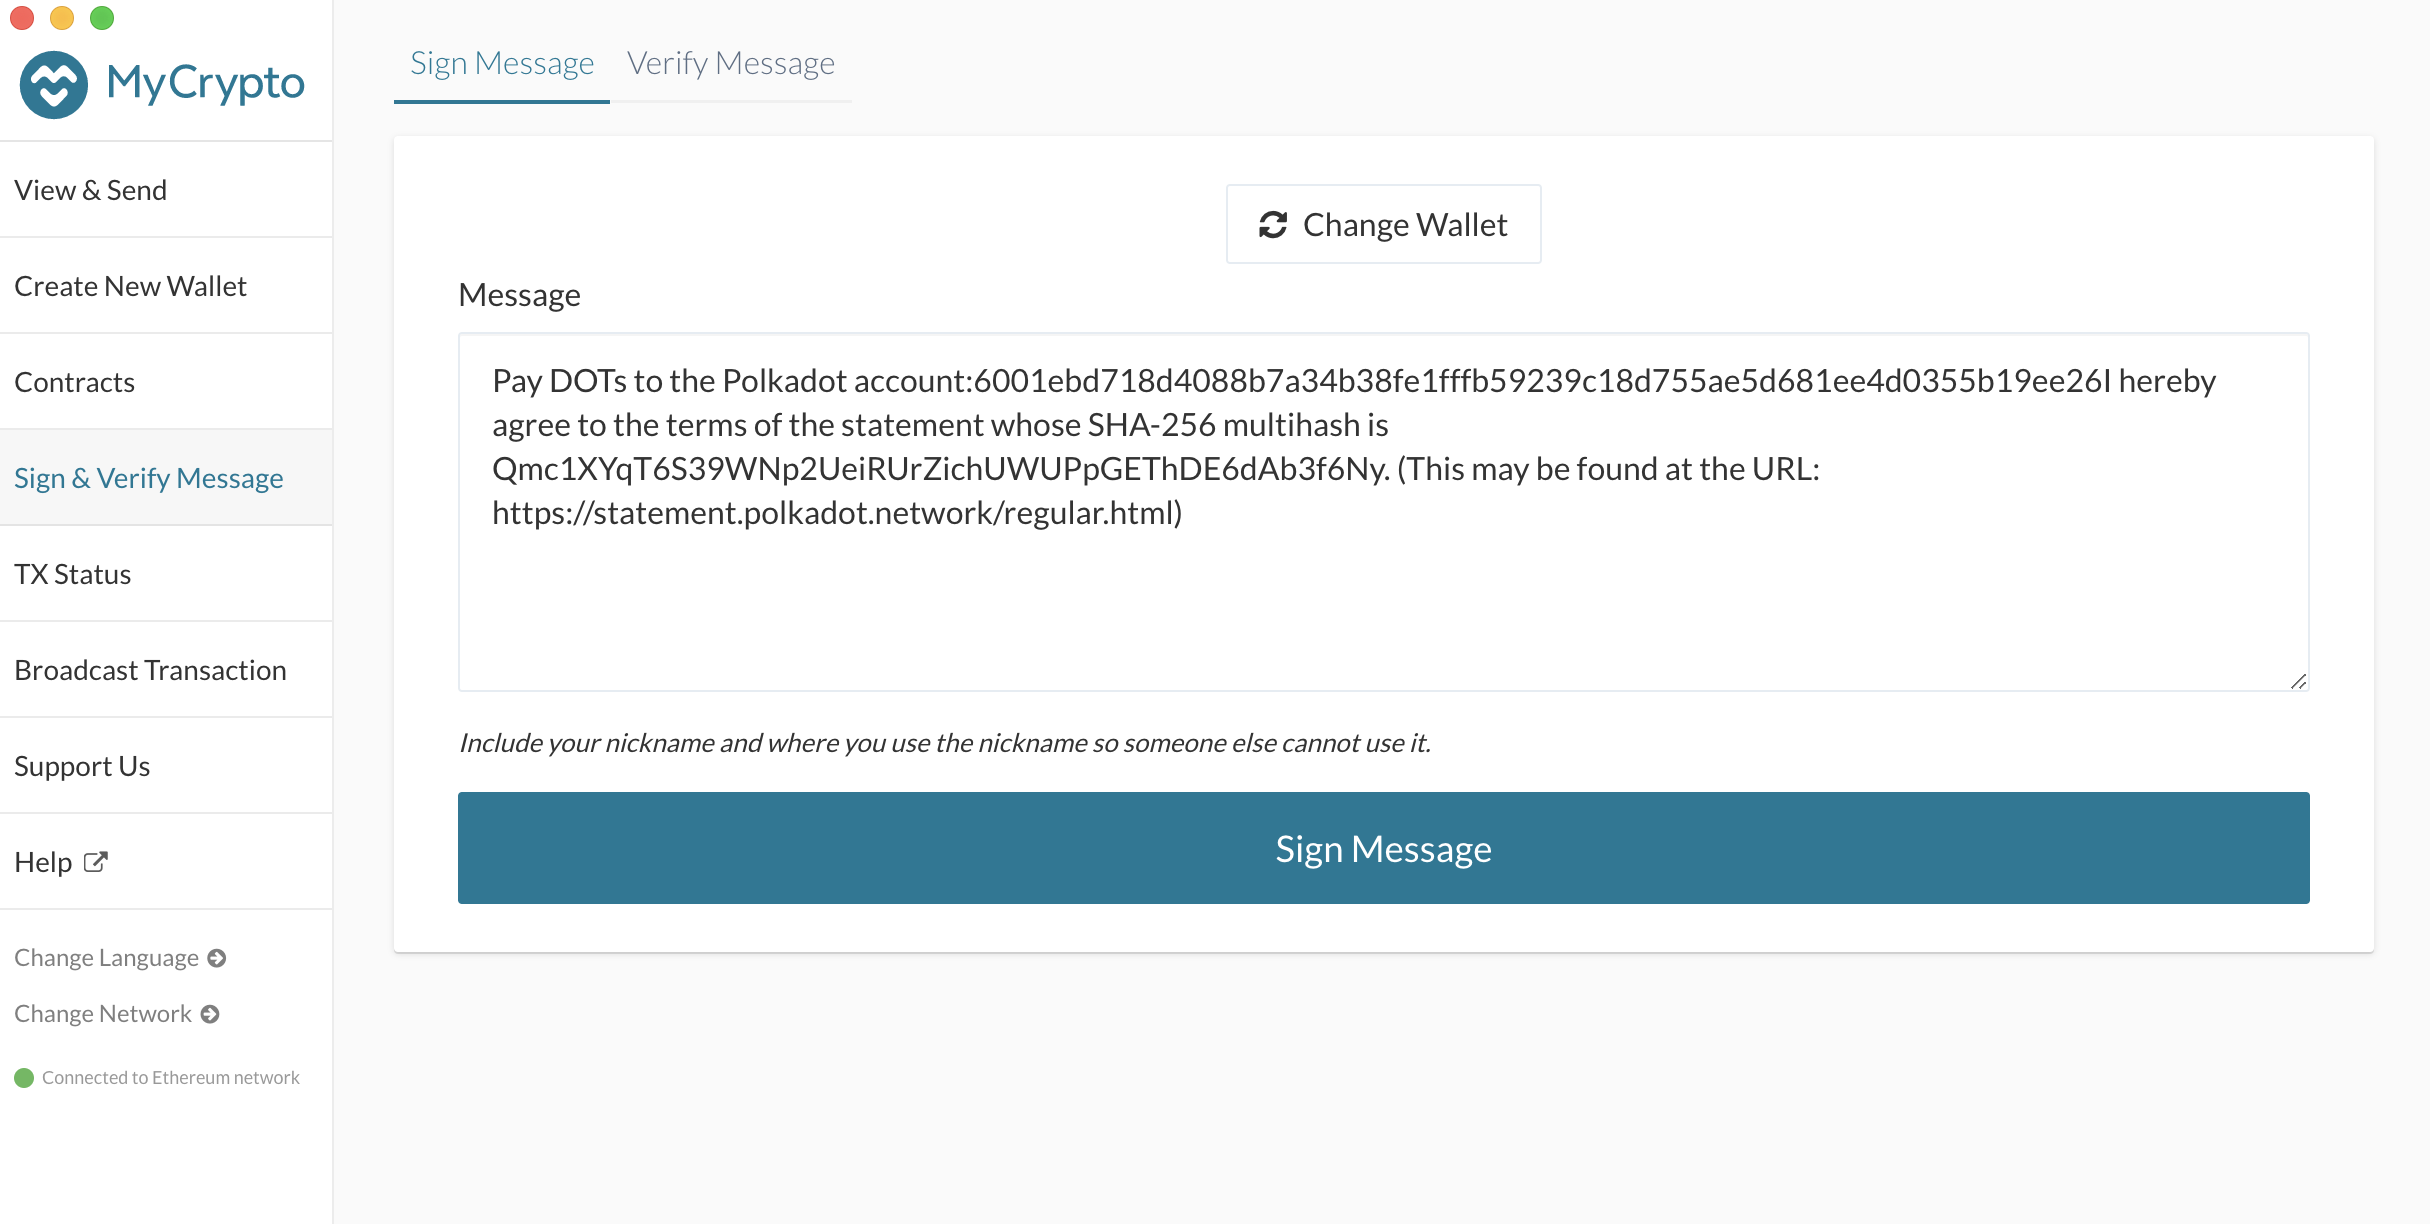 MyCrypto
View & Send
Create New Wallet
Contracts
Sign & Verify Message
TX Status
Broadcast Transaction
Support Us
Help
Change Language
Change Network
Connected to Ethereum network
Sign Message
Verify Message
Change Wallet
Message
Pay DOTs to the Polkadot account:6001ebd718d4088b7a34b38fe1fffb59239c18d755ae5d681ee4d0355b19ee26I hereby
agree to the terms of the statement whose SHA-256 multihash is
Qmc1XYqT6S39WNp2UeiRUrZichUWUPpGEThDE6dAb3f6Ny. (This may be found at the URL:
https://statement.polkadot.network/regular.html)
Include your nickname and where you use the nickname so someone else cannot use it.
Sign Message